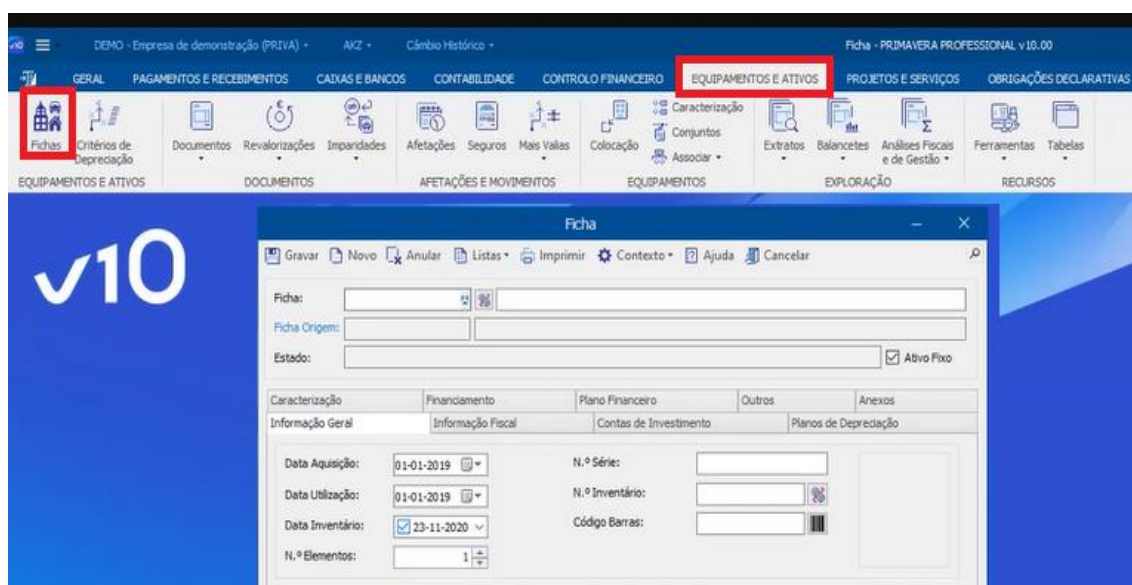 v10 DEMO - Empresa de demonstração (PRIVA) AKZ Câmbio Histórico Ficha - PRIMAVERA PROFESSIONAL v10.00
GERAL PAGAMENTOS E RECEBIMENTOS CAIXAS E BANCOS CONTABILIDADE CONTROLO FINANCEIRO EQUIPAMENTOS E ATIVOS PROJETOS E SERVIÇOS OBRIGAÇÕES DECLARATIVAS
Fichas Critérios de Depreciação Documentos Revalorizações Imparidades Afetações Seguros Mais Valias Colocação Caracterização Conjuntos Associar Extratos Balancetes Análises Fiscais e de Gestão Ferramentas Tabelas
EQUIPAMENTOS E ATIVOS DOCUMENTOS AFETAÇÕES E MOVIMENTOS EQUIPAMENTOS EXPLORAÇÃO RECURSOS
v10
Ficha
Gravar Novo Anular Listas Imprimir Contexto Ajuda Cancelar
Ficha:
Ficha Origem:
Estado: Ativo Fixo
Caracterização Financiamento Plano Financeiro Outros Anexos
Informação Geral Informação Fiscal Contas de Investimento Planos de Depreciação
Data Aquisição: 01-01-2019 N.º Série:
Data Utilização: 01-01-2019 N.º Inventário:
Data Inventário: 23-11-2020 Código Barras:
N.º Elementos: 1